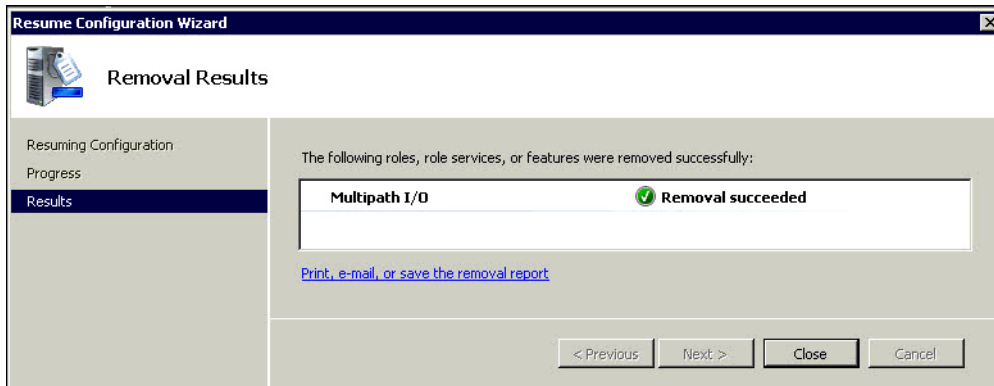 Resume Configuration Wizard
Removal Results
Resuming Configuration
Progress
Results
The following roles, role services, or features were removed successfully:
Multipath I/O Removal succeeded
Print, e-mail, or save the removal report
< Previous Next > Close Cancel